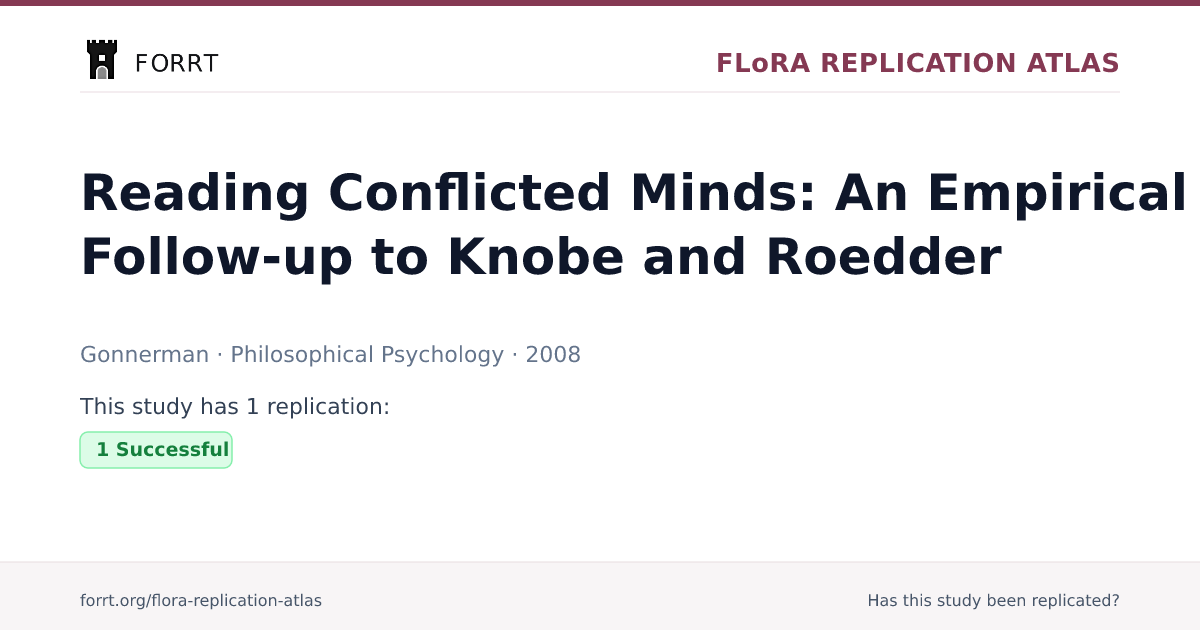 FORRT
FLoRA REPLICATION ATLAS
Reading Conflicted Minds: An Empirical
Follow-up to Knobe and Roedder
Gonnerman · Philosophical Psychology · 2008
This study has 1 replication:
1 Successful
forrt.org/flora-replication-atlas
Has this study been replicated?